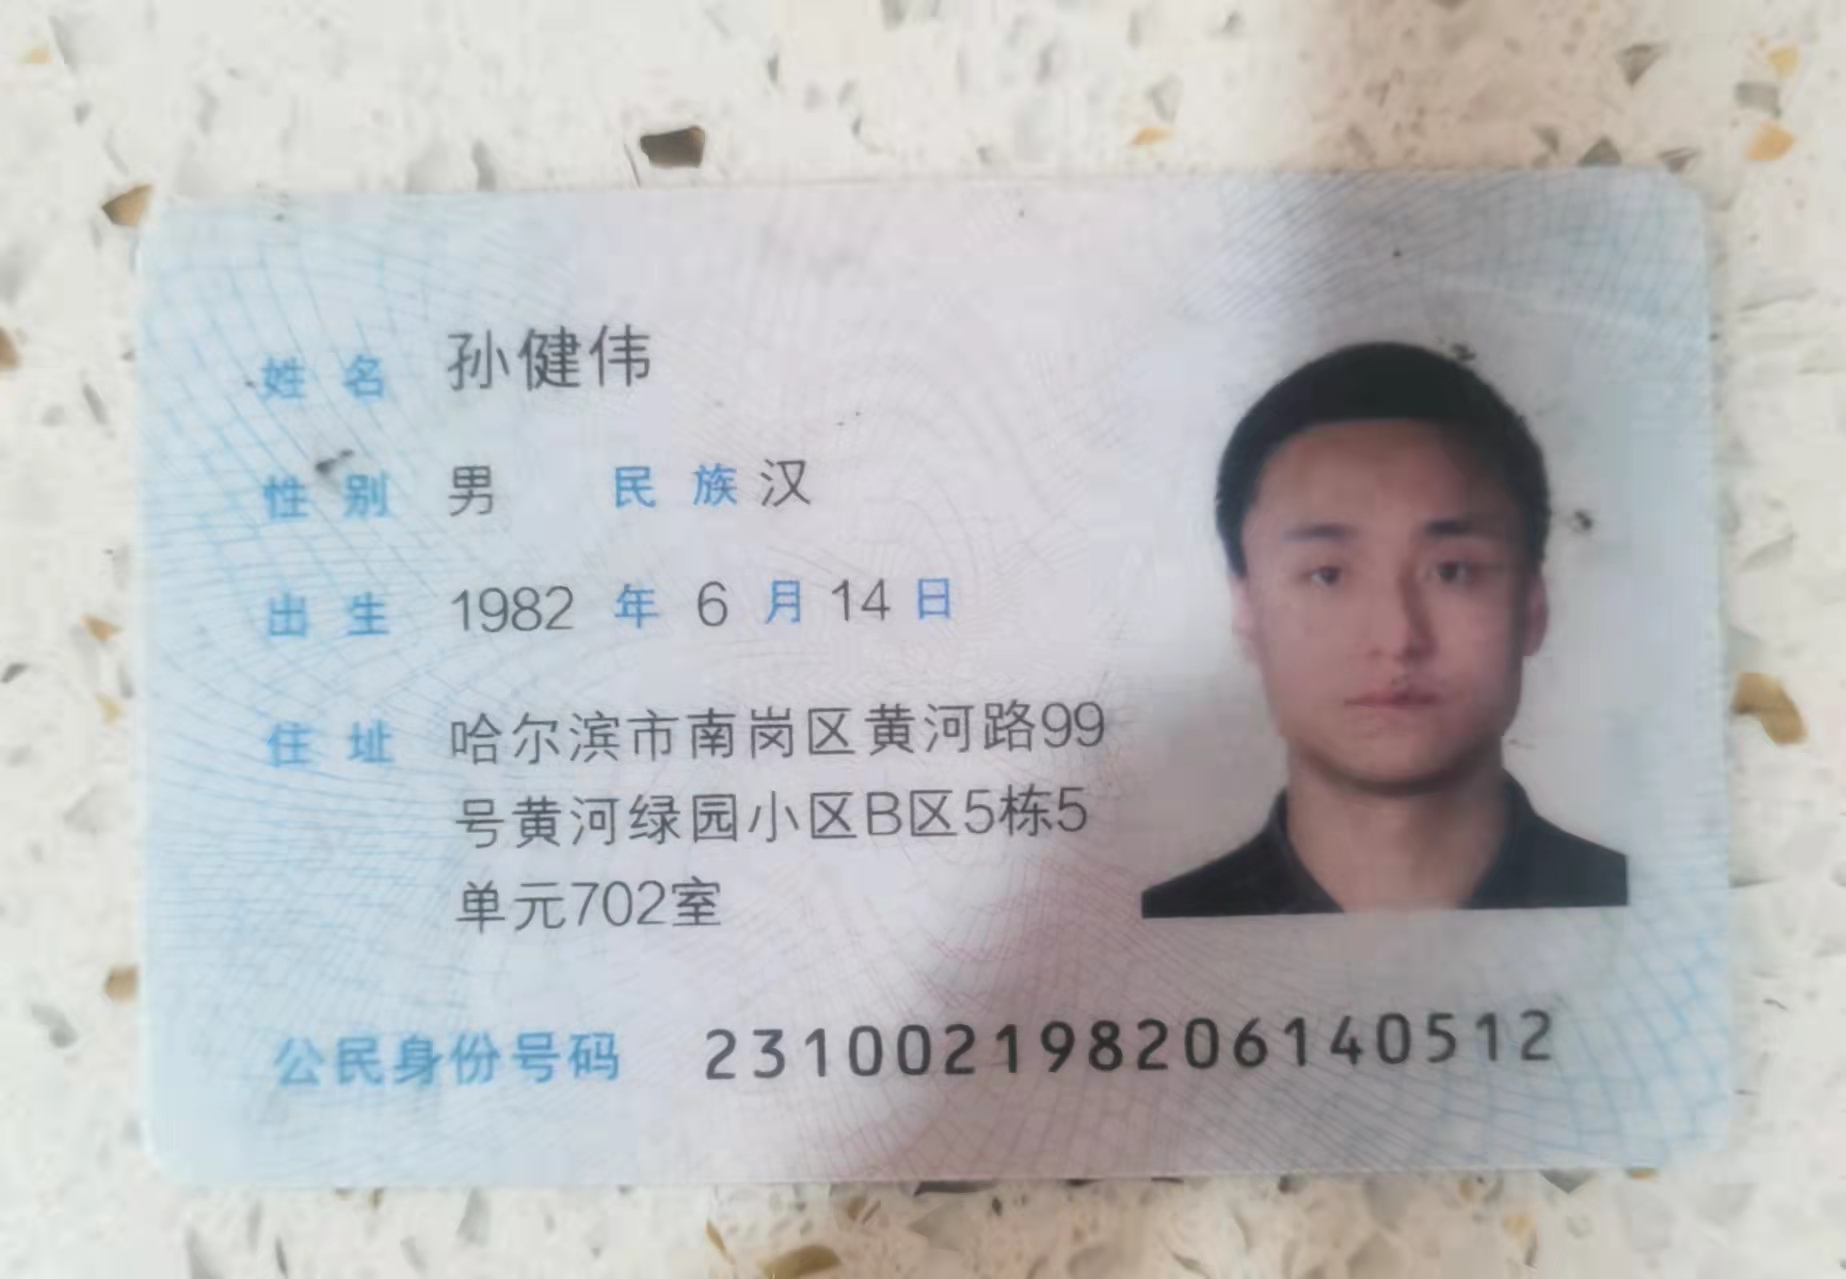 姓名 孙健伟
性别 男 民族 汉
出生 1982 年 6 月 14 日
住址 哈尔滨市南岗区黄河路99
号黄河绿园小区B区5栋5
单元702室
公民身份号码 231002198206140512